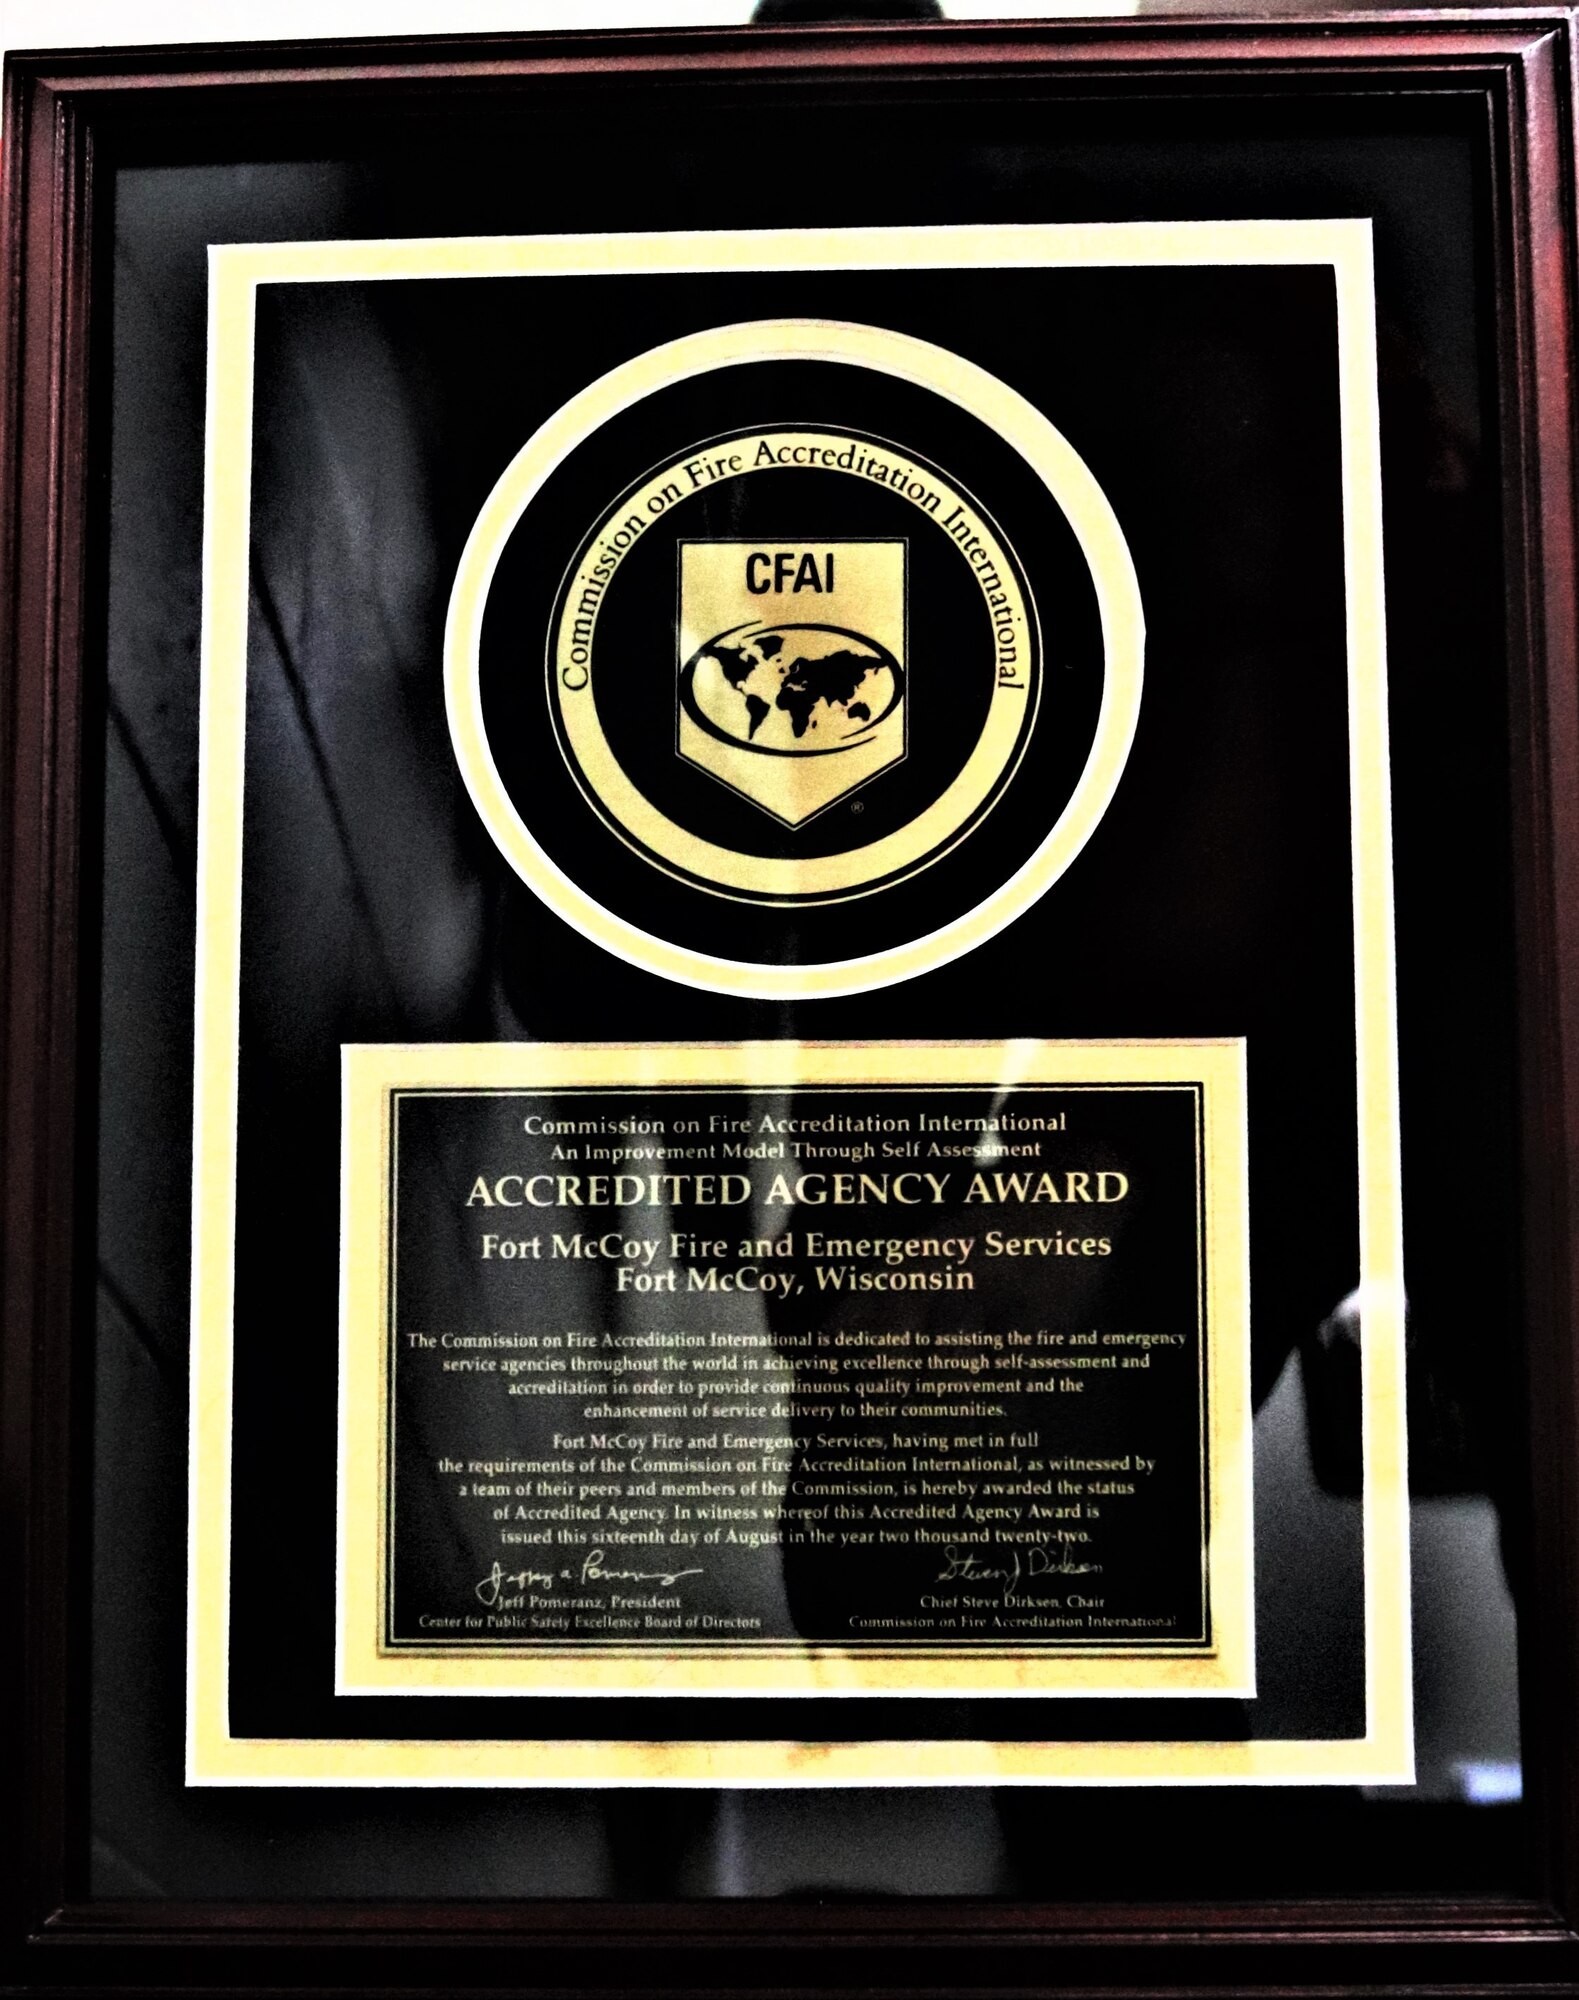 Commission on Fire Accreditation International
CFAI
®
Commission on Fire Accreditation International
An Improvement Model Through Self Assessment
ACCREDITED AGENCY AWARD
Fort McCoy Fire and Emergency Services
Fort McCoy, Wisconsin
The Commission on Fire Accreditation International is dedicated to assisting the fire and emergency
service agencies throughout the world in achieving excellence through self-assessment and
accreditation in order to provide continuous quality improvement and the
enhancement of service delivery to their communities.
Fort McCoy Fire and Emergency Services, having met in full
the requirements of the Commission on Fire Accreditation International, as witnessed by
a team of their peers and members of the Commission, is hereby awarded the status
of Accredited Agency. In witness whereof this Accredited Agency Award is
issued this sixteenth day of August in the year two thousand twenty-two.
Jeffrey A Pomeranz Steven J Dirksen
Jeff Pomeranz, President Chief Steve Dirksen, Chair
Center for Public Safety Excellence Board of Directors Commission on Fire Accreditation International